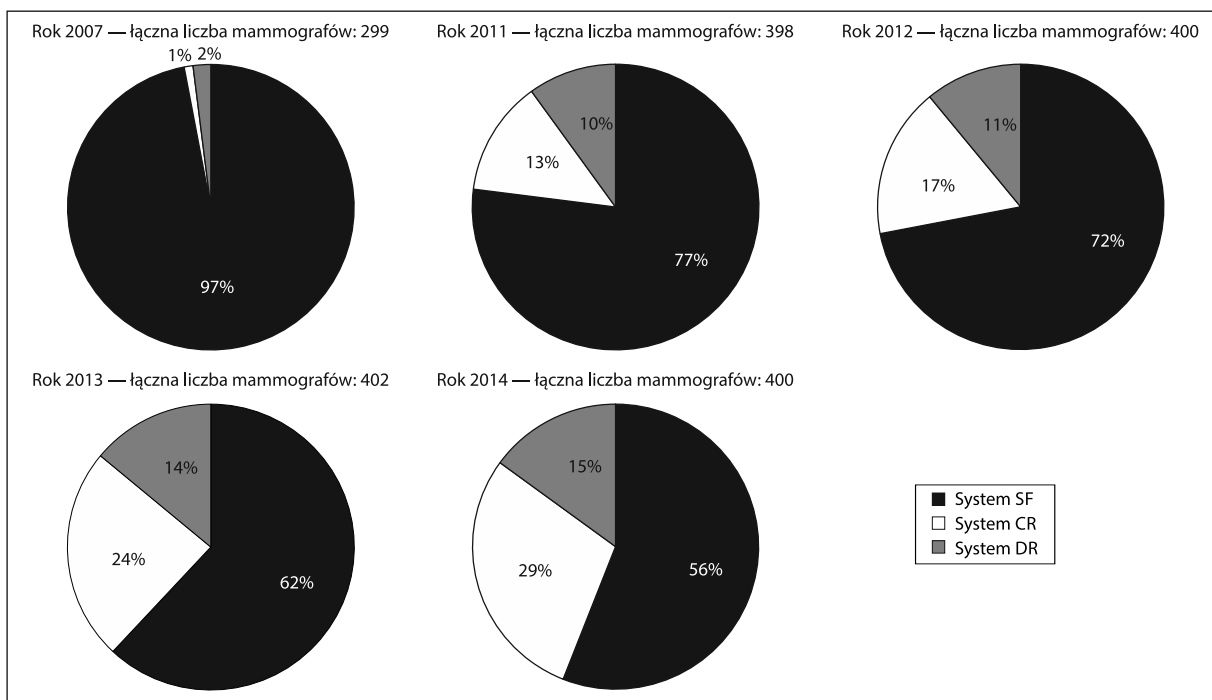 Rok 2007 — łączna liczba mammografów: 299
1%
2%
97%
Rok 2011 — łączna liczba mammografów: 398
10%
13%
77%
Rok 2012 — łączna liczba mammografów: 400
11%
17%
72%
Rok 2013 — łączna liczba mammografów: 402
14%
24%
62%
Rok 2014 — łączna liczba mammografów: 400
15%
29%
56%
System SF
System CR
System DR